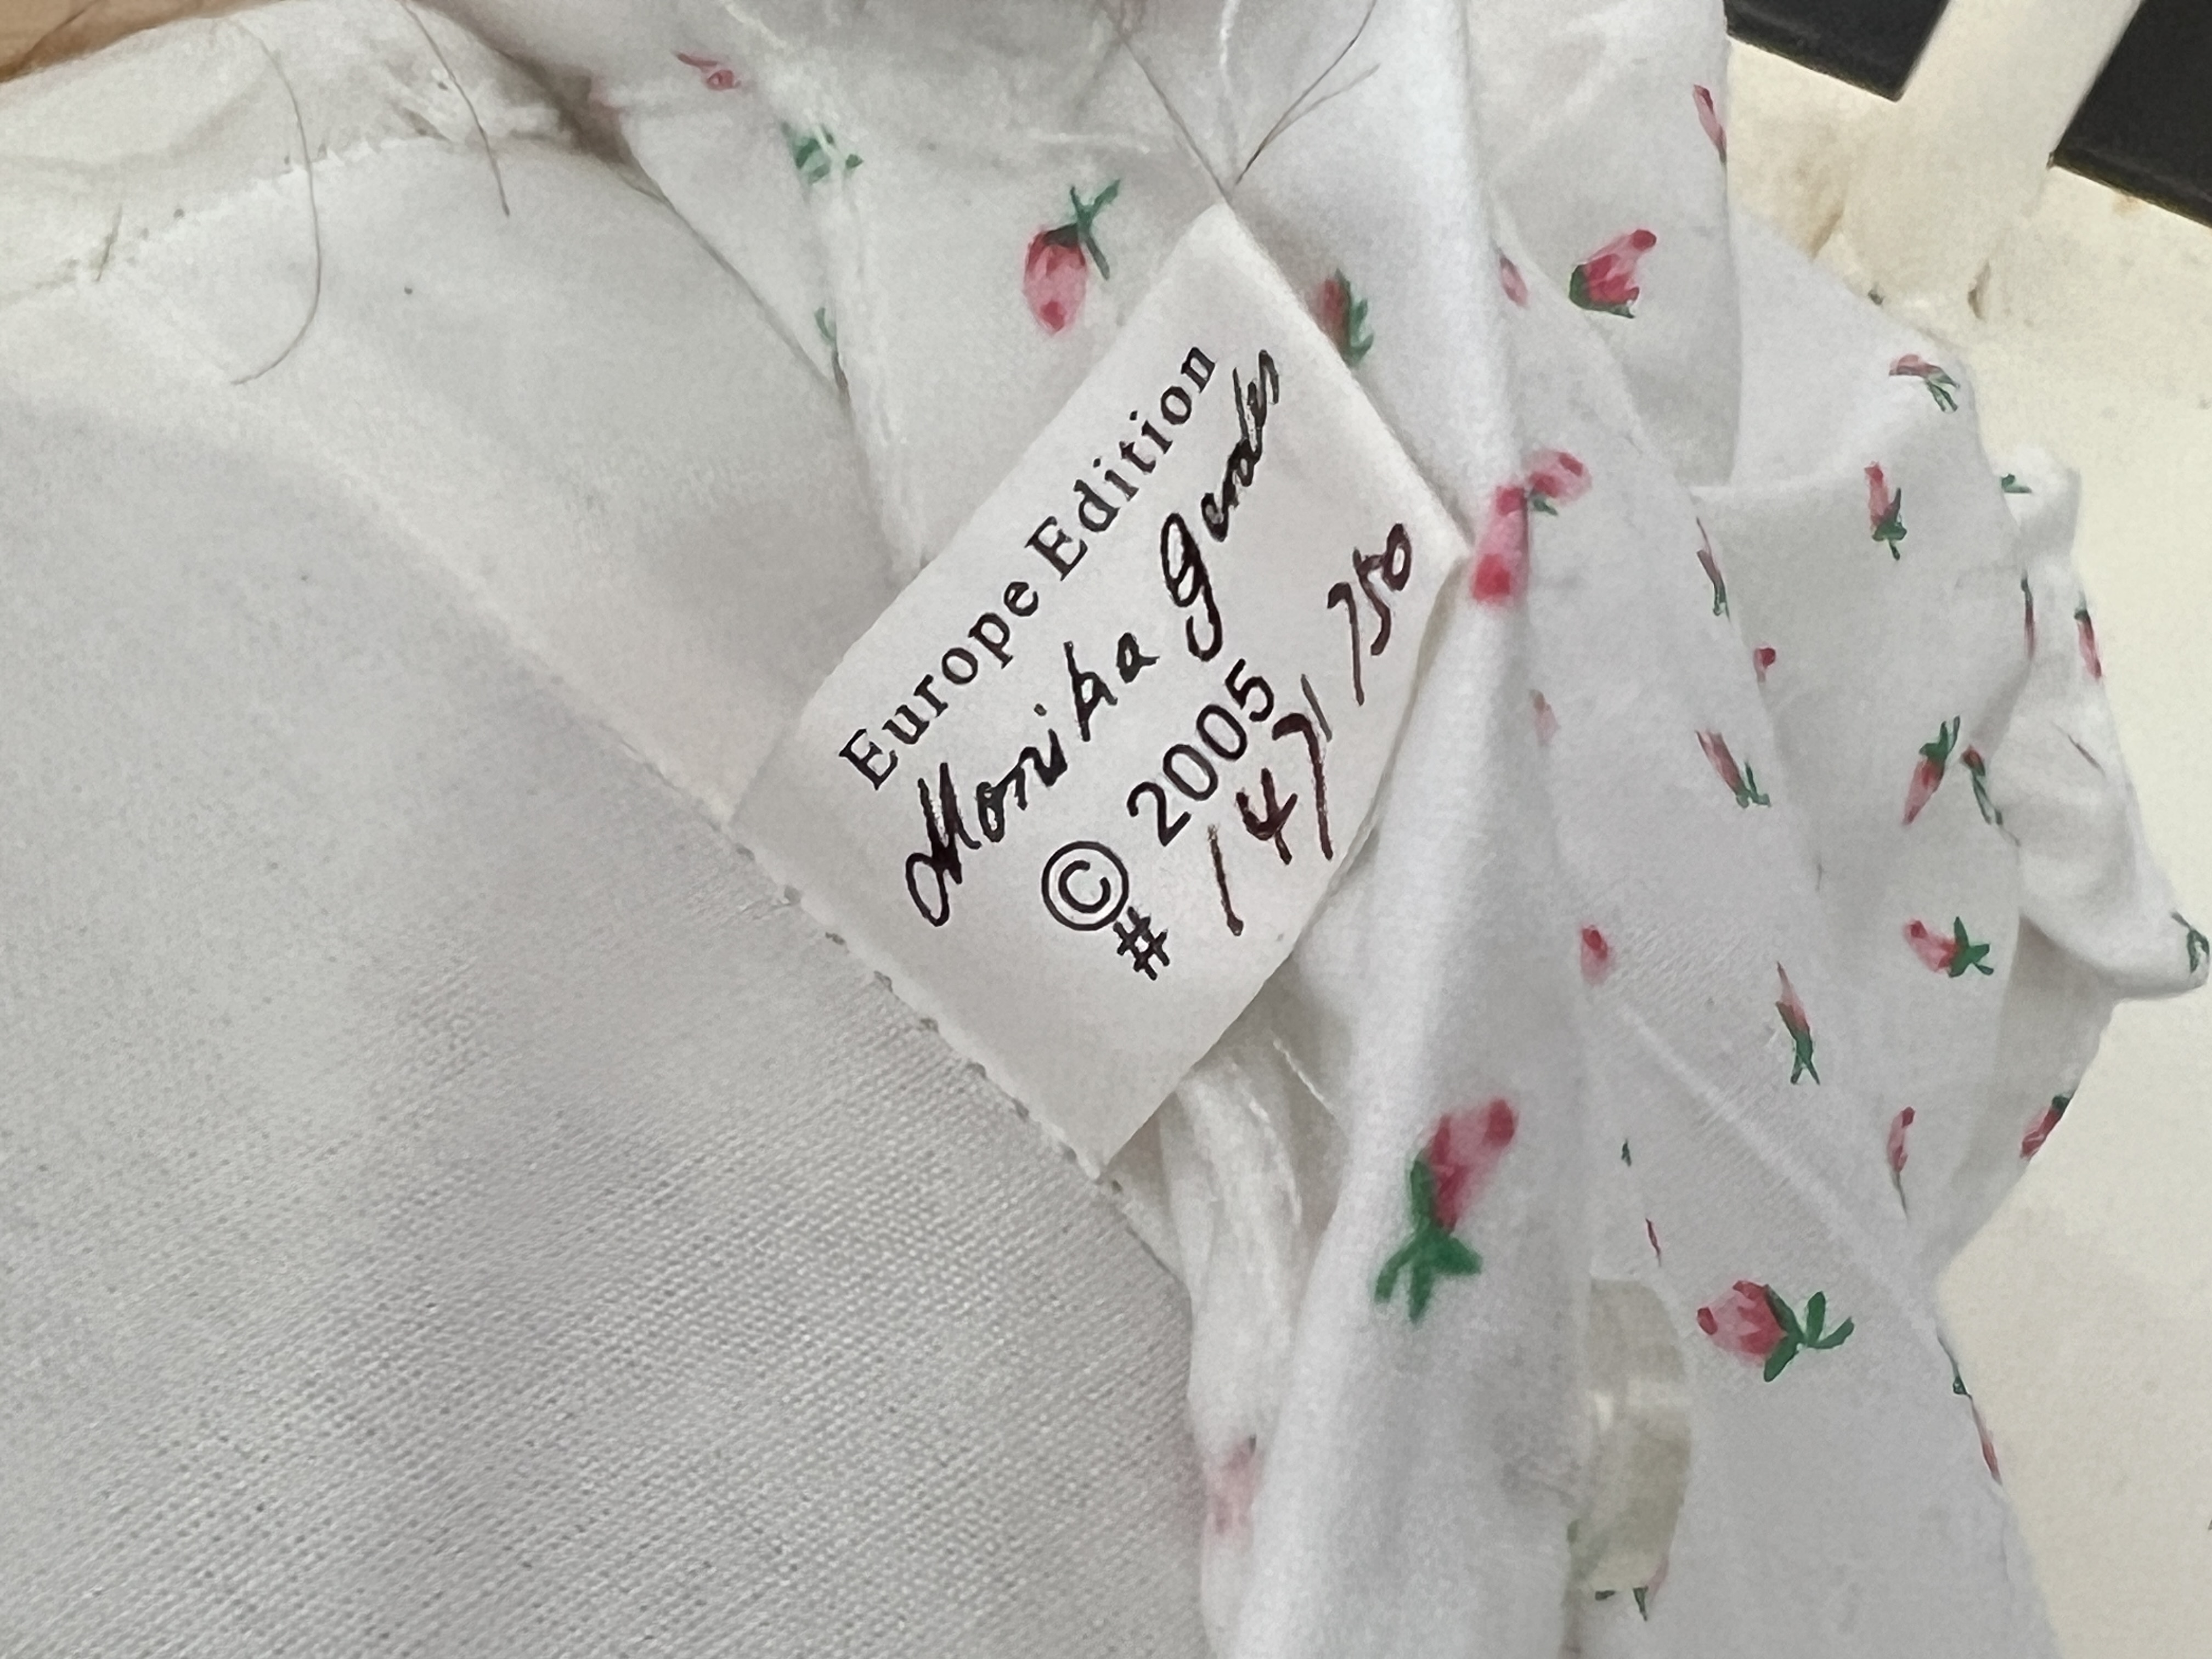 Europe Edition
Monika Gerdes
© 2005
# 147/750